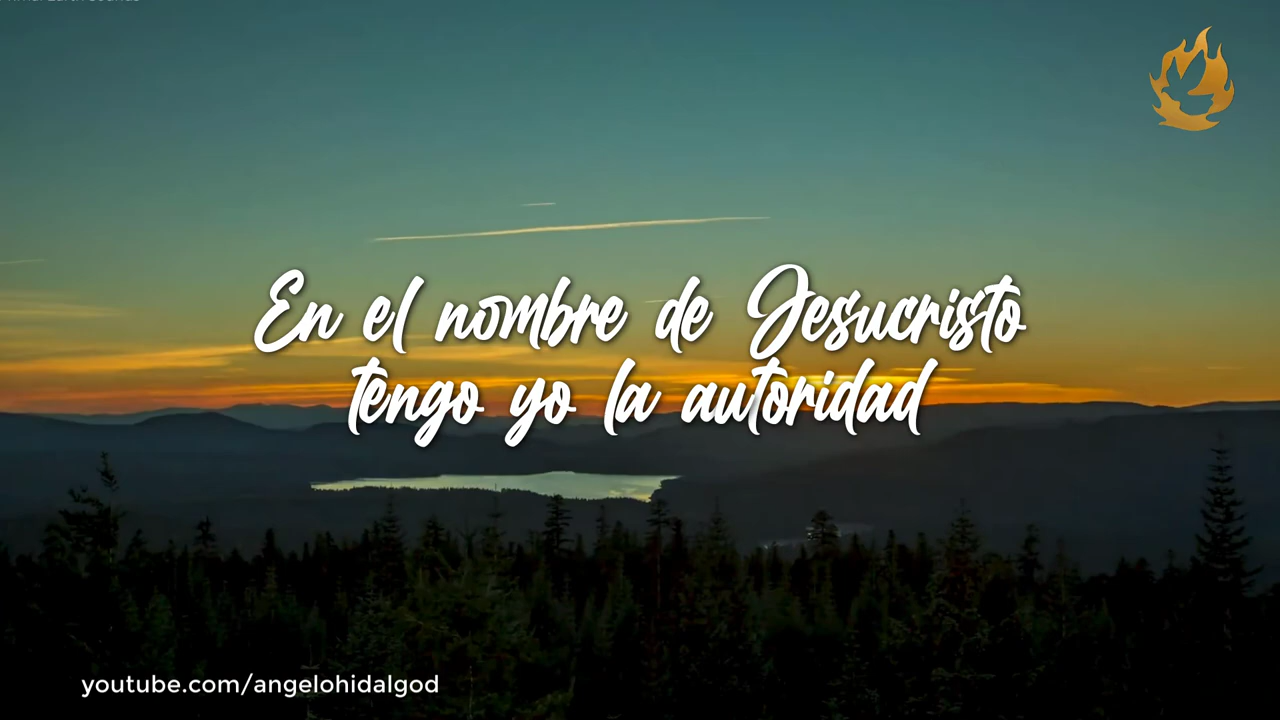 En el nombre de Jesucristo
tengo yo la autoridad
youtube.com/angelohidalgod